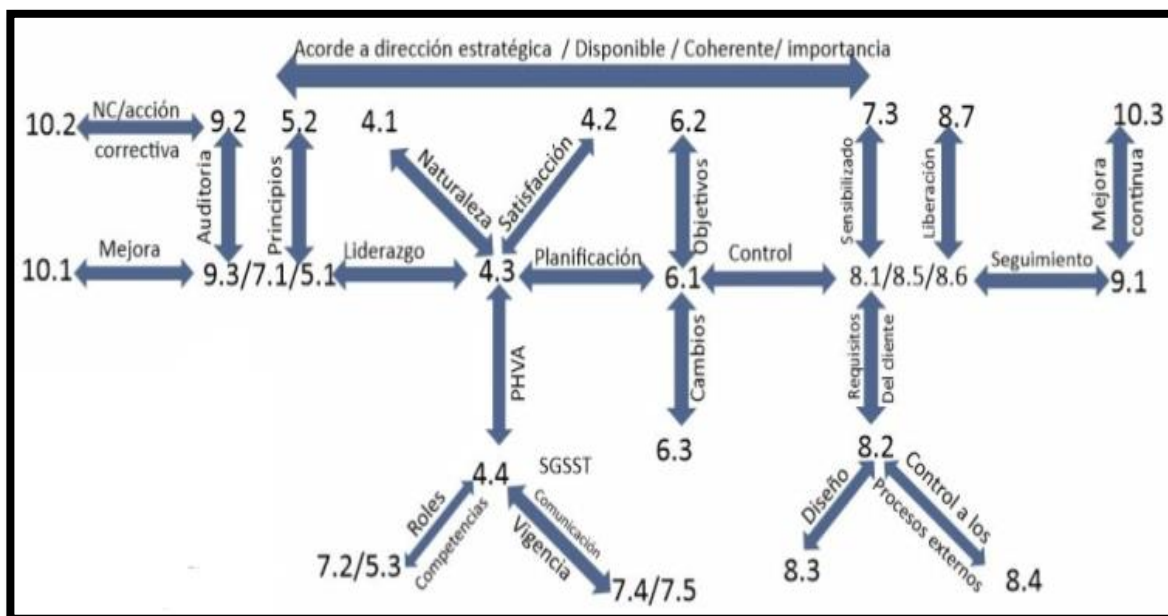 Acorde a dirección estratégica / Disponible / Coherente/ importancia
10.2
NC/acción
correctiva
9.2
5.2
4.1
4.2
6.2
7.3
8.7
10.3
Auditoria
Principios
Naturaleza
Satisfacción
Objetivos
Sensibilizado
Liberación
Mejora
continua
10.1
Mejora
9.3/7.1/5.1
Liderazgo
4.3
Planificación
6.1
Control
8.1/8.5/8.6
Seguimiento
9.1
PHVA
Cambios
Requisitos
Del cliente
6.3
8.2
4.4
SGSST
Roles
Competencias
Comunicación
Vigencia
Diseño
Control a los
Procesos externos
7.2/5.3
7.4/7.5
8.3
8.4